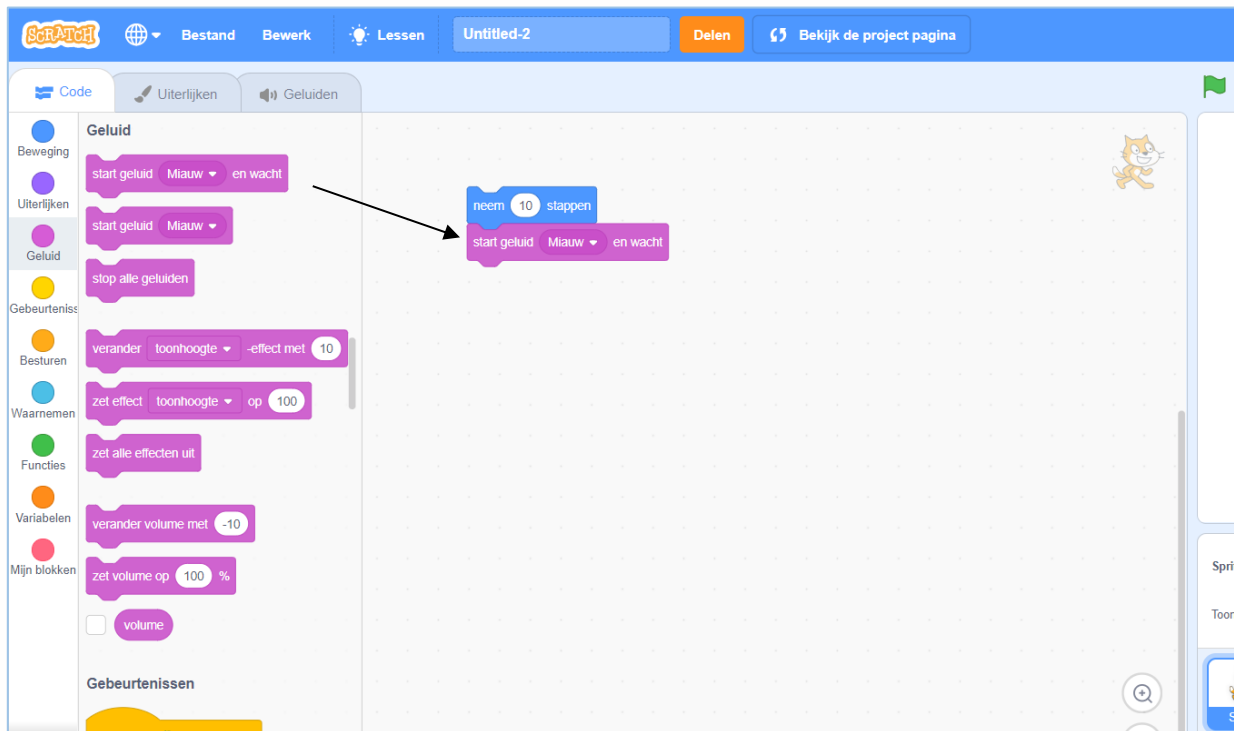 SCRATCH
Bestand
Bewerk
Lessen
Untitled-2
Delen
Bekijk de project pagina
Code
Uiterlijken
Geluiden
Beweging
Uiterlijken
Geluid
Gebeurteniss
Besturen
Waarnemen
Functies
Variabelen
Mijn blokken
Geluid
start geluid Miauw en wacht
start geluid Miauw
stop alle geluiden
verander toonhoogte -effect met 10
zet effect toonhoogte op 100
zet alle effecten uit
verander volume met -10
zet volume op 100 %
volume
Gebeurtenissen
neem 10 stappen
start geluid Miauw en wacht
Sprit
Toon
S